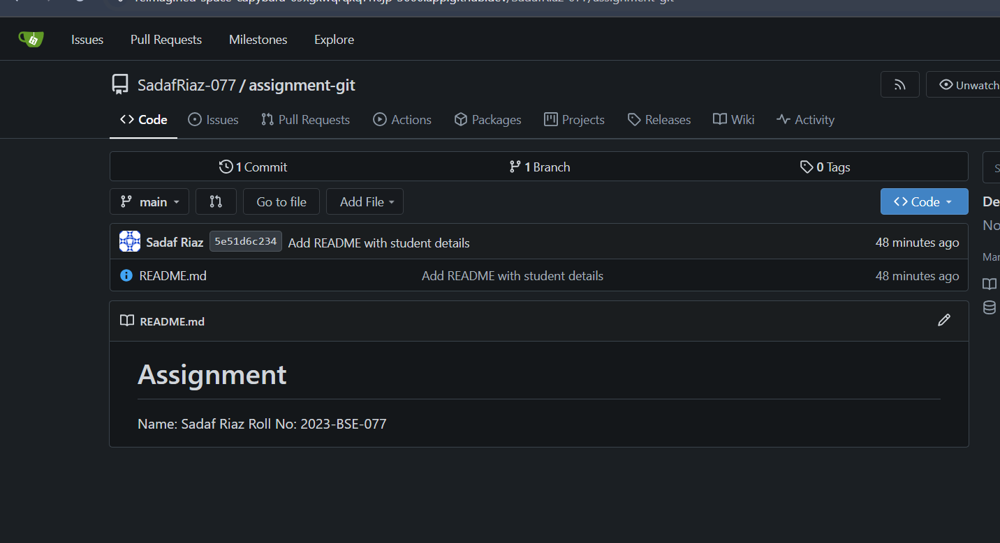 Issues Pull Requests Milestones Explore
SadafRiaz-077 / assignment-git
Unwatch
Code Issues Pull Requests Actions Packages Projects Releases Wiki Activity
1 Commit 1 Branch 0 Tags
main Go to file Add File Code
Sadaf Riaz 5e51d6c234 Add README with student details 48 minutes ago
README.md Add README with student details 48 minutes ago
README.md
Assignment
Name: Sadaf Riaz Roll No: 2023-BSE-077